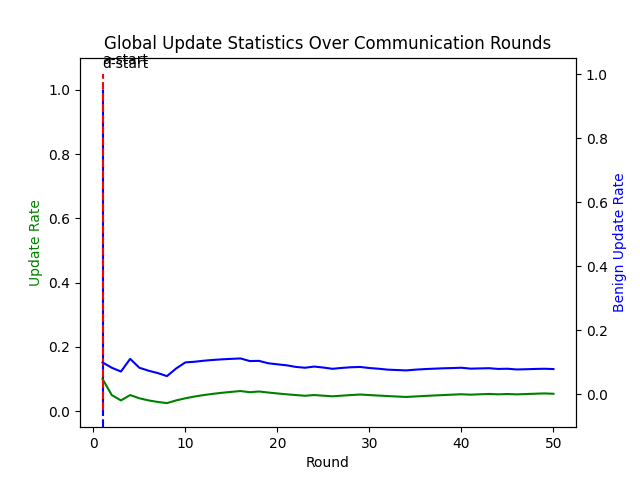 Global Update Statistics Over Communication Rounds
a-start
d-start
1.0
0.8
0.6
0.4
0.2
0.0
Update Rate
1.0
0.8
0.6
0.4
0.2
0.0
Benign Update Rate
0 10 20 30 40 50
Round